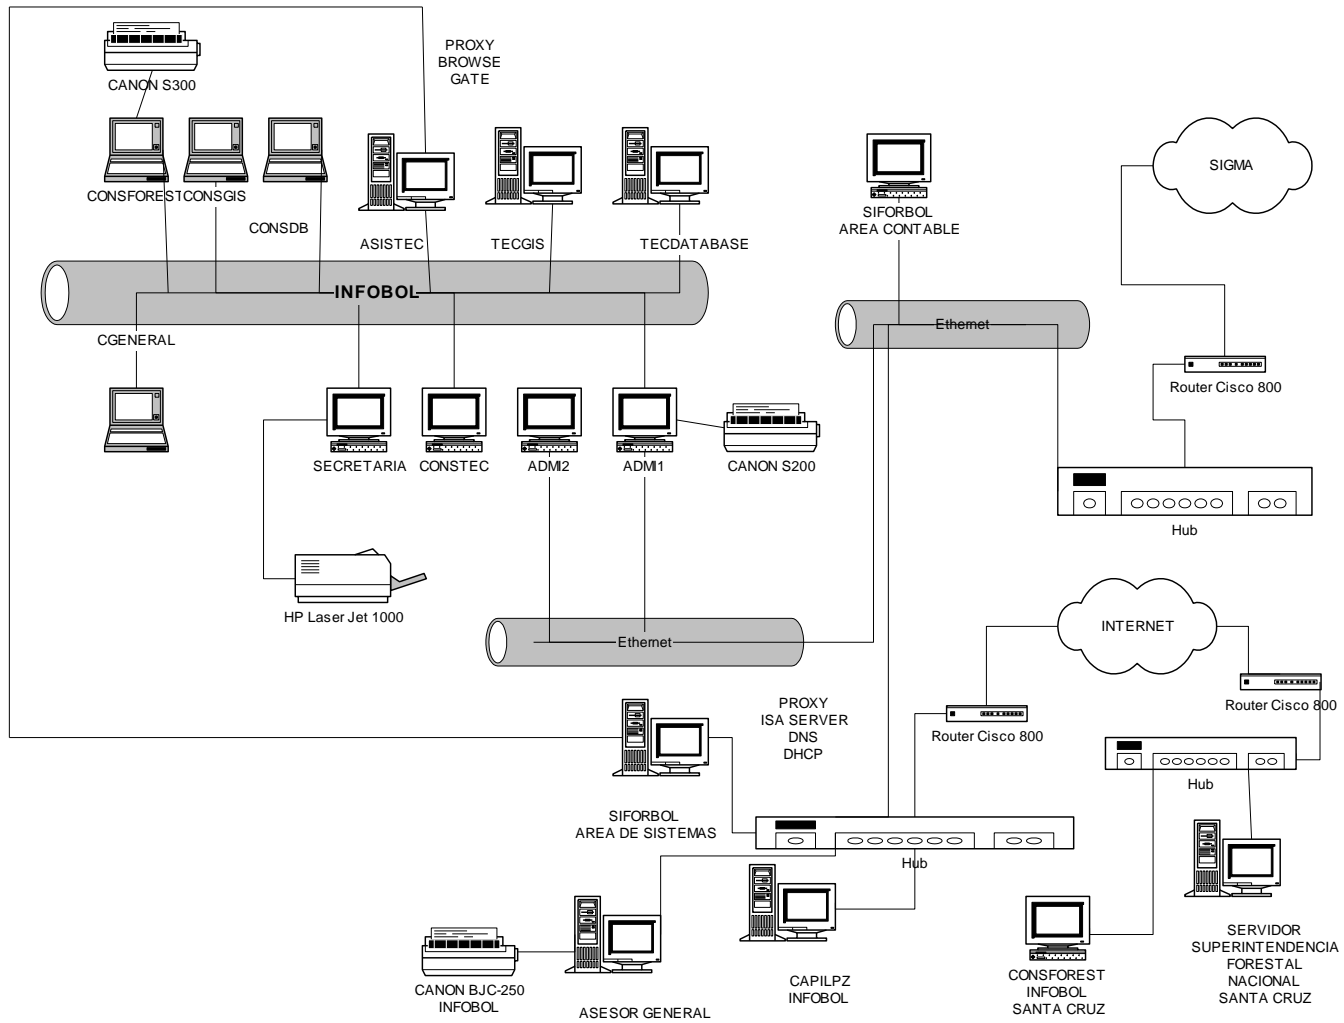 PROXY
BROWSE
GATE
CANON S300
CONSFOREST
CONSGIS
CONSDB
ASISTEC
TECGIS
TECDATABASE
SIFORBOL
AREA CONTABLE
SIGMA
INFOBOL
Ethernet
CGENERAL
Router Cisco 800
SECRETARIA
CONSTEC
ADMI2
ADMI1
CANON S200
Hub
HP Laser Jet 1000
Ethernet
INTERNET
PROXY
ISA SERVER
DNS
DHCP
Router Cisco 800
Router Cisco 800
Hub
SIFORBOL
AREA DE SISTEMAS
Hub
CANON BJC-250
INFOBOL
ASESOR GENERAL
CAPILPZ
INFOBOL
CONSFOREST
INFOBOL
SANTA CRUZ
SERVIDOR
SUPERINTENDENCIA
FORESTAL
NACIONAL
SANTA CRUZ